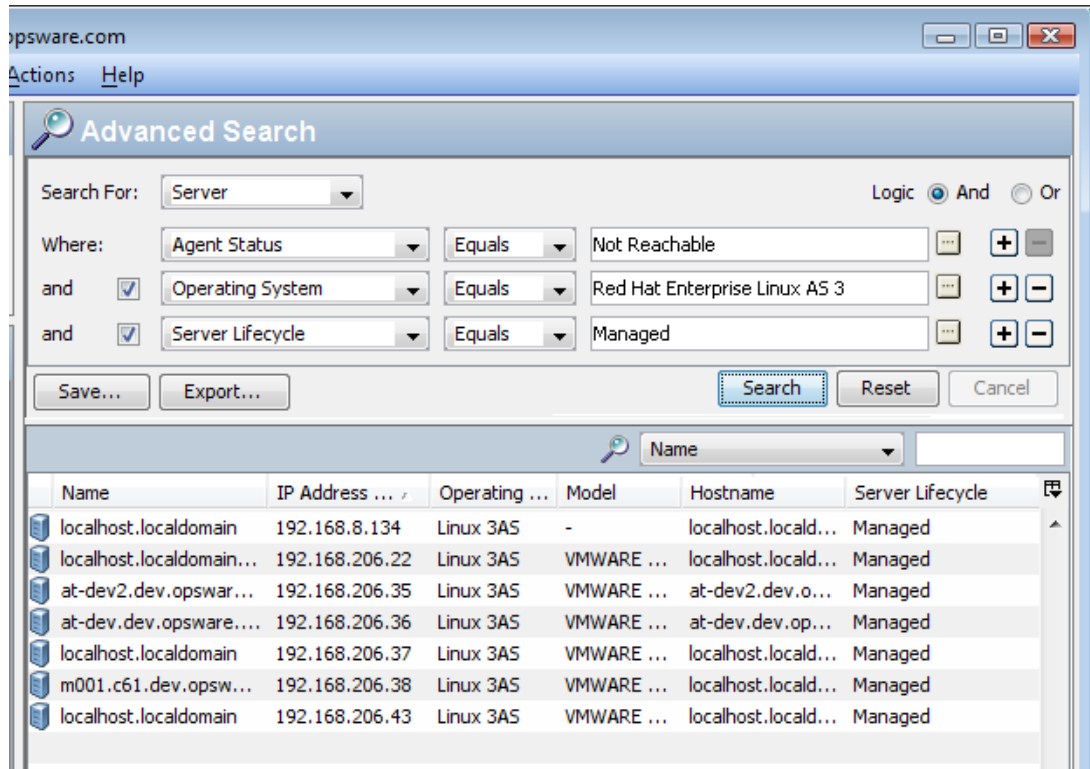 opsware.com
Actions Help
Advanced Search
Search For: Server Logic And Or
Where: Agent Status Equals Not Reachable
and Operating System Equals Red Hat Enterprise Linux AS 3
and Server Lifecycle Equals Managed
Save... Export... Search Reset Cancel
Name
Name IP Address ... Operating ... Model Hostname Server Lifecycle
localhost.localdomain 192.168.8.134 Linux 3AS - localhost.locald... Managed
localhost.localdomain... 192.168.206.22 Linux 3AS VMWARE ... localhost.locald... Managed
at-dev2.dev.opswar... 192.168.206.35 Linux 3AS VMWARE ... at-dev2.dev.o... Managed
at-dev.dev.opsware.... 192.168.206.36 Linux 3AS VMWARE ... at-dev.dev.op... Managed
localhost.localdomain 192.168.206.37 Linux 3AS VMWARE ... localhost.locald... Managed
m001.c61.dev.opsw... 192.168.206.38 Linux 3AS VMWARE ... localhost.locald... Managed
localhost.localdomain 192.168.206.43 Linux 3AS VMWARE ... localhost.locald... Managed